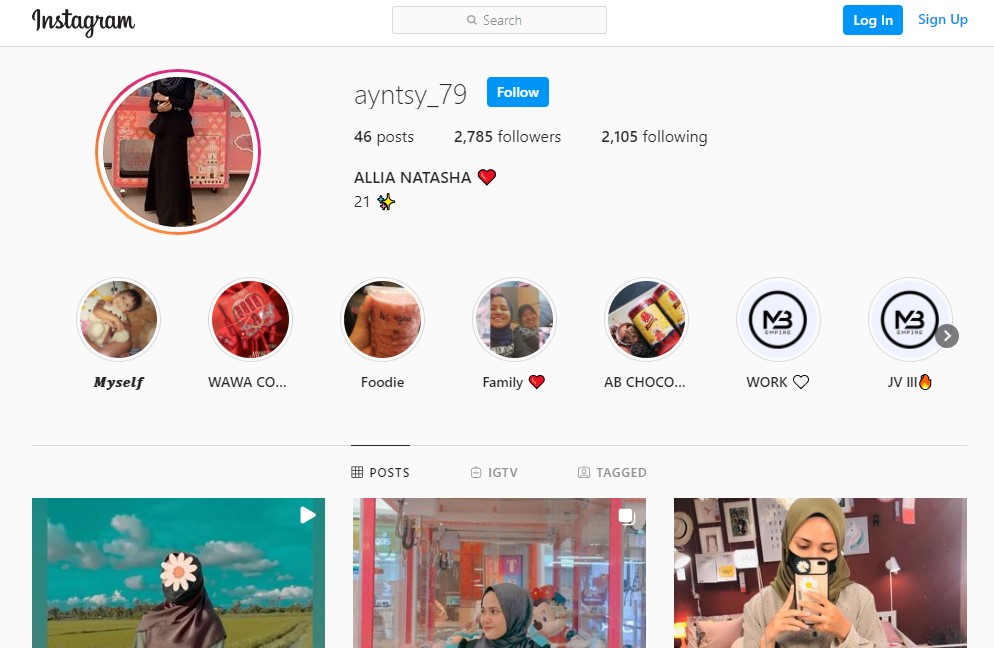 Instagram
Search
Log In
Sign Up
ayntsy_79
Follow
46 posts 2,785 followers 2,105 following
ALLIA NATASHA ❤️
21 ✨
MB
EMPIRE
MB
EMPIRE
Myself
WAWA CO...
Foodie
Family ❤️
AB CHOCO...
WORK 🤍
JV III🔥
POSTS
IGTV
TAGGED